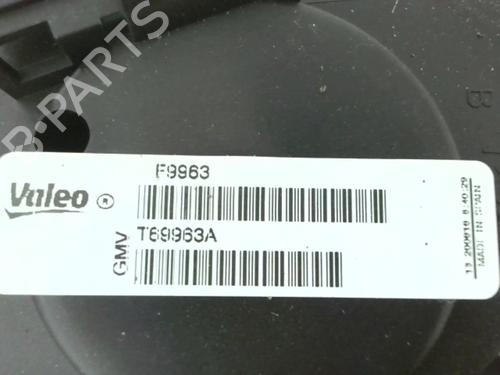 B-PARTS
F9963
Valeo ®
T69963A
GMV
MADE IN SPAIN